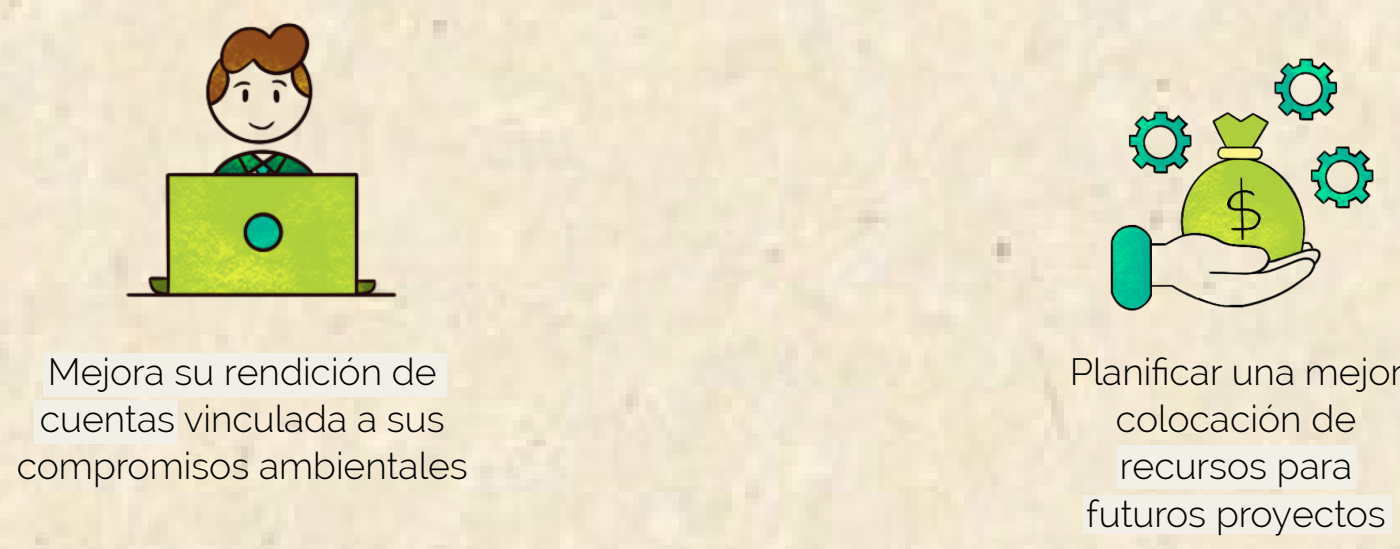 Mejora su rendición de
cuentas vinculada a sus
compromisos ambientales
$
Planificar una mejor
colocación de
recursos para
futuros proyectos